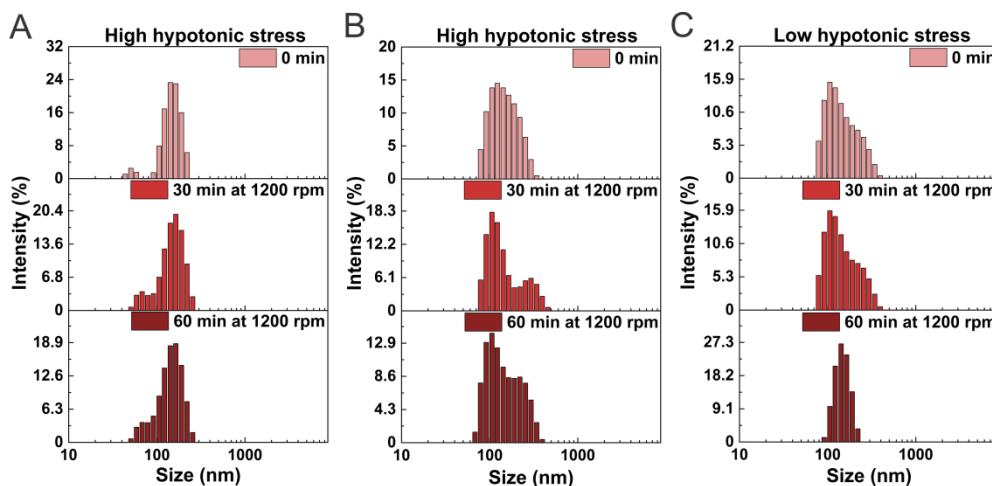 A
High hypotonic stress
0 min
32
24
16
8
0
30 min at 1200 rpm
20.4
13.6
6.8
0
60 min at 1200 rpm
18.9
12.6
6.3
0
10
100
1000
Intensity (%)
Size (nm)
B
High hypotonic stress
0 min
20
15
10
5
0
30 min at 1200 rpm
18.3
12.2
6.1
0
60 min at 1200 rpm
12.9
8.6
4.3
0
10
100
1000
Intensity (%)
Size (nm)
C
Low hypotonic stress
0 min
21.2
15.9
10.6
5.3
0
30 min at 1200 rpm
15.9
10.6
5.3
0
60 min at 1200 rpm
27.3
18.2
9.1
0
10
100
1000
Intensity (%)
Size (nm)